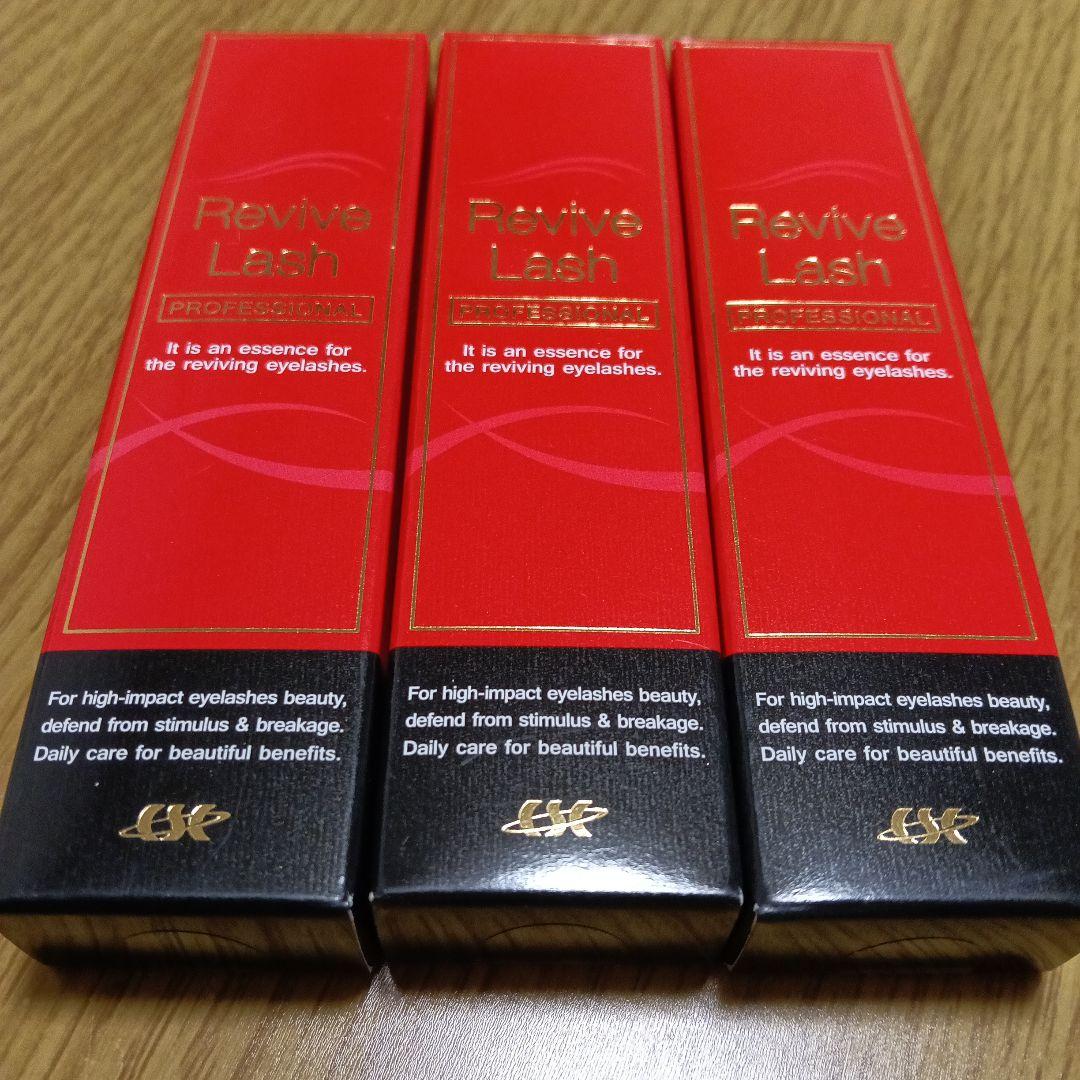 Revive
Lash
PROFESSIONAL
It is an essence for
the reviving eyelashes.
For high-impact eyelashes beauty,
defend from stimulus & breakage.
Daily care for beautiful benefits.
Revive
Lash
PROFESSIONAL
It is an essence for
the reviving eyelashes.
For high-impact eyelashes beauty,
defend from stimulus & breakage.
Daily care for beautiful benefits.
Revive
Lash
PROFESSIONAL
It is an essence for
the reviving eyelashes.
For high-impact eyelashes beauty,
defend from stimulus & breakage.
Daily care for beautiful benefits.